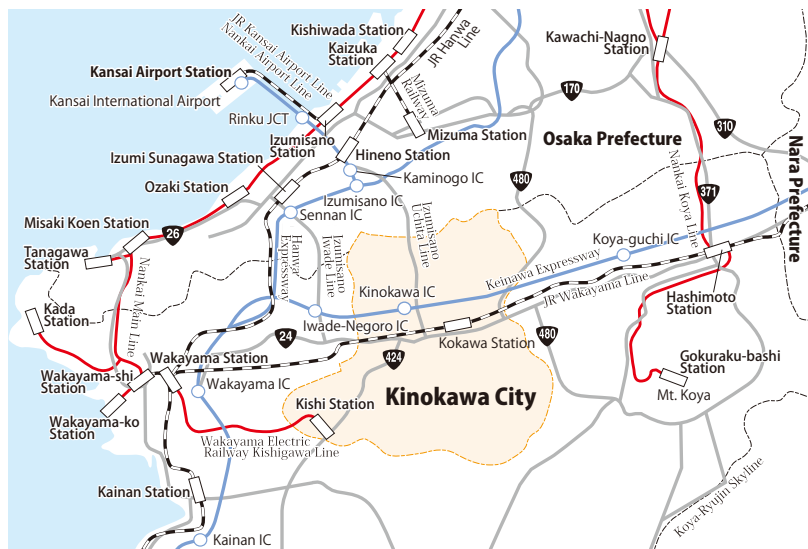 Kishiwada Station
Kaizuka
Station
JR Kansai Airport Line
Nankai Airport Line
JR Hanwa
Line
Kawachi-Nagno
Station
Kansai Airport Station
Kansai International Airport
Rinku JCT
Mizuma
Railway
170
Mizuma Station
Osaka Prefecture
310
Nara Prefecture
Izumisano
Station
Izumi Sunagawa Station
Hineno Station
Kaminogo IC
Ozaki Station
Izumisano IC
Sennan IC
480
Nankai Koya Line
371
Misaki Koen Station
26
Tanagawa
Station
Nankai Main Line
Hanwa
Expressway
Izumisano
Iwade Line
Izumisano
Uchita Line
Koya-guchi IC
Keinawa Expressway
JR Wakayama Line
Kinokawa IC
Iwade-Negoro IC
Hashimoto
Station
Kada
Station
24
Kokawa Station
480
424
Wakayama Station
Wakayama-shi
Station
Wakayama IC
Wakayama-ko
Station
Kishi Station
Kinokawa City
Gokuraku-bashi
Station
Mt. Koya
Wakayama Electric
Railway Kishigawa Line
Kainan Station
Koya-Ryujin Skyline
Kainan IC